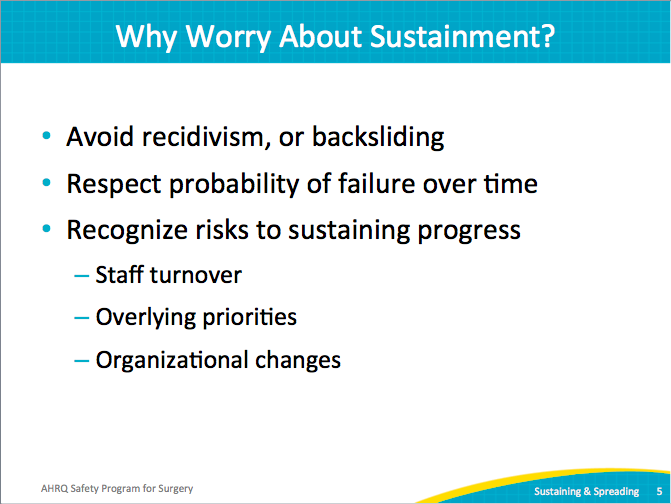 Why Worry About Sustainment?
• Avoid recidivism, or backsliding
• Respect probability of failure over time
• Recognize risks to sustaining progress
– Staff turnover
– Overlying priorities
– Organizational changes
AHRQ Safety Program for Surgery
Sustaining & Spreading 5